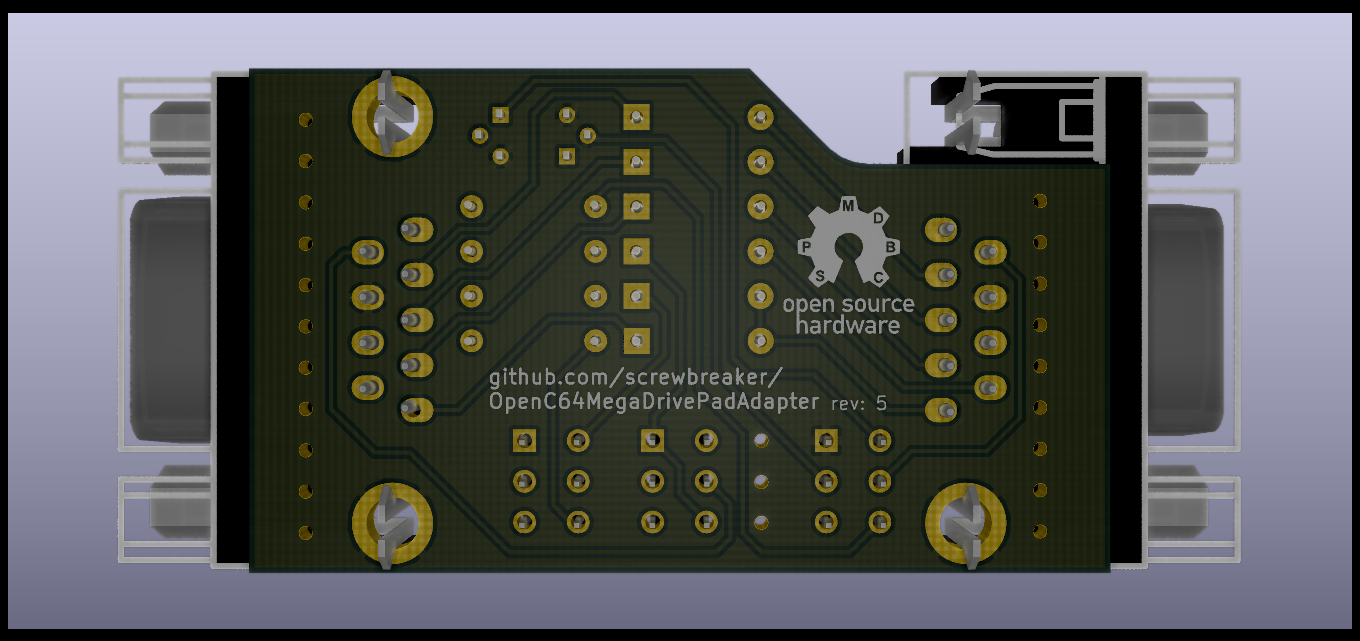 M
D
P
B
S
C
open source
hardware
github.com/screwbreaker/
OpenC64MegaDrivePadAdapter rev: 5